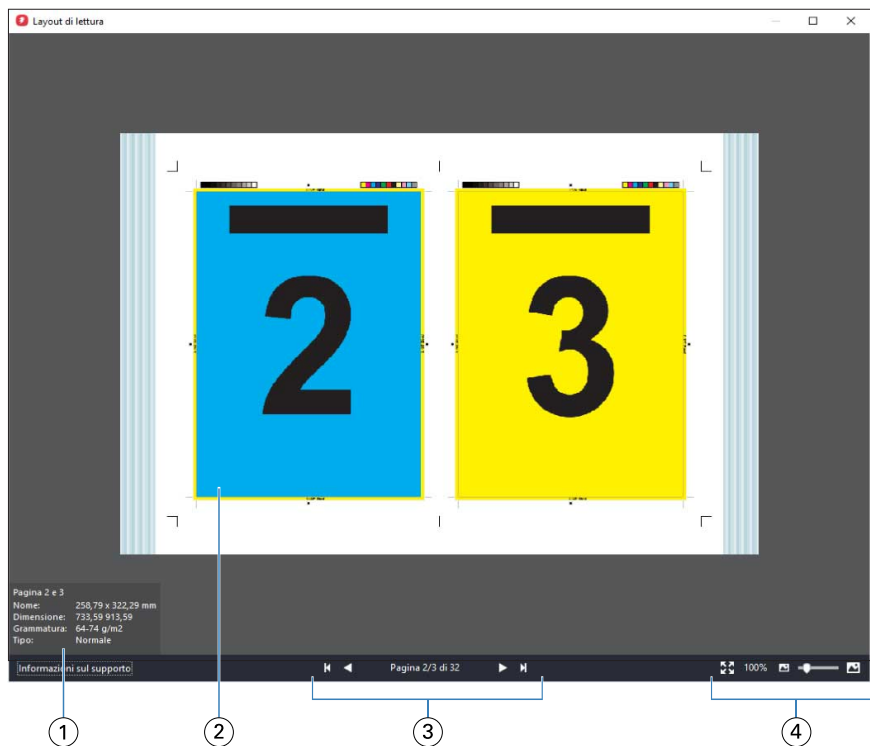 Layout di lettura
2 3
Pagina 2 e 3
Nome: 258,79 x 322,29 mm
Dimensione: 733,59 913,59
Grammatura: 64-74 g/m2
Tipo: Normale
Informazioni sul supporto Pagina 2/3 di 32 100%
1 2 3 4